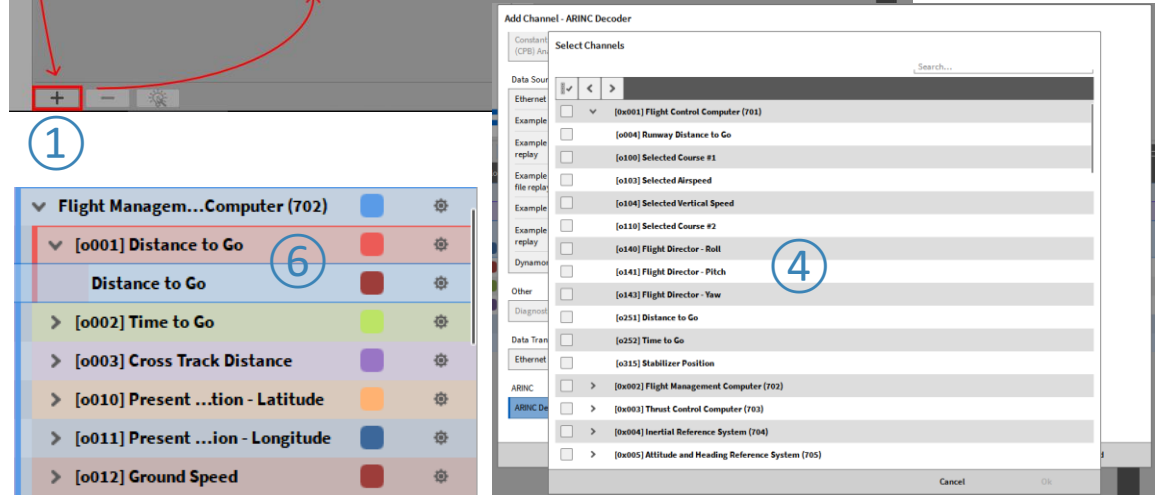 + −
①
Flight Managem...Computer (702)
[o001] Distance to Go
⑥
Distance to Go
[o002] Time to Go
[o003] Cross Track Distance
[o010] Present ...tion - Latitude
[o011] Present ...ion - Longitude
[o012] Ground Speed
Add Channel - ARINC Decoder
Constant
(CPB) An
Data Sour
Ethernet
Example
Example
replay
Example
file replay
Example
Example
replay
Dynamor
Other
Diagnost
Data Tran
Ethernet
ARINC
ARINC De
Select Channels
Search...
[0x001] Flight Control Computer (701)
[o004] Runway Distance to Go
[o100] Selected Course #1
[o103] Selected Airspeed
[o104] Selected Vertical Speed
[o110] Selected Course #2
[o140] Flight Director - Roll
[o141] Flight Director - Pitch
④
[o143] Flight Director - Yaw
[o251] Distance to Go
[o252] Time to Go
[o315] Stabilizer Position
[0x002] Flight Management Computer (702)
[0x003] Thrust Control Computer (703)
[0x004] Inertial Reference System (704)
[0x005] Attitude and Heading Reference System (705)
Cancel Ok